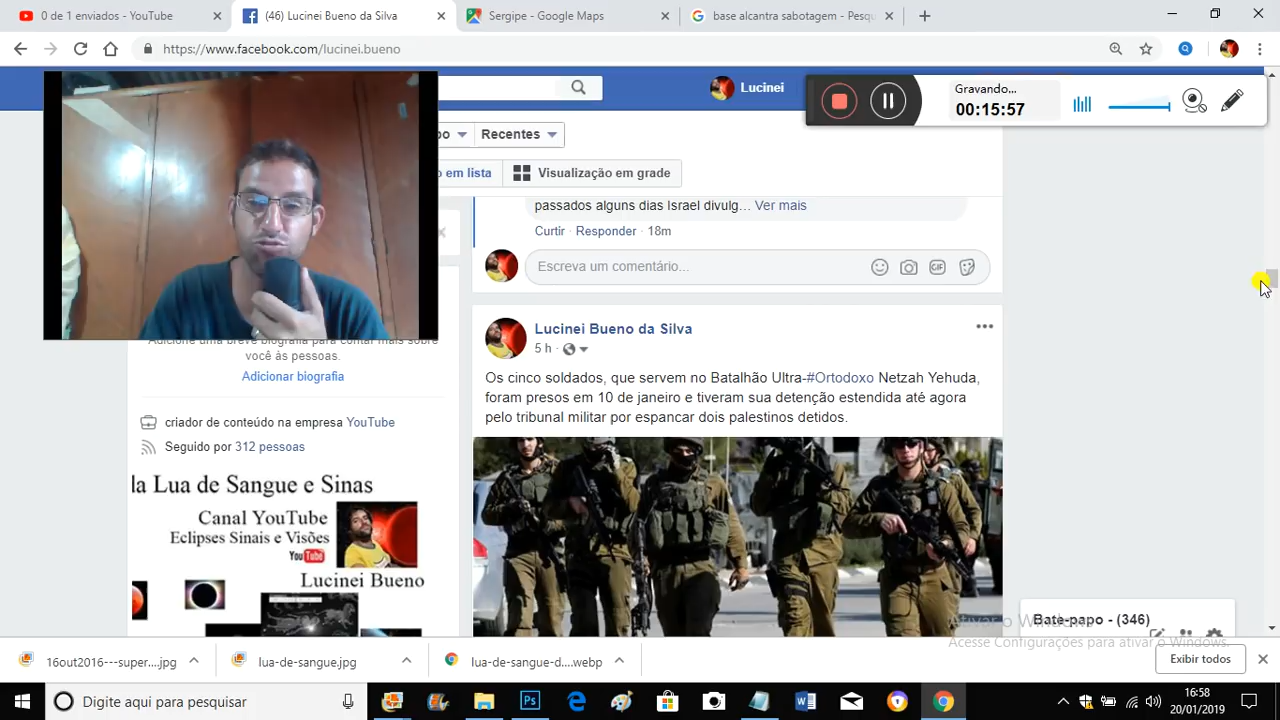 0 de 1 enviados - YouTube
(46) Lucinei Bueno da Silva
Sergipe - Google Maps
base alcantra sabotagem - Pesqu
https://www.facebook.com/lucinei.bueno
Lucinei
Gravando...
00:15:57
po
Recentes
o em lista
Visualização em grade
passados alguns dias Israel divulg... Ver mais
Curtir · Responder · 18m
Escreva um comentário...
GIF
Lucinei Bueno da Silva
5 h
Os cinco soldados, que servem no Batalhão Ultra-#Ortodoxo Netzah Yehuda,
foram presos em 10 de janeiro e tiveram sua detenção estendida até agora
pelo tribunal militar por espancar dois palestinos detidos
Adicione uma breve biografia para contar mais sobre
você às pessoas.
Adicionar biografia
criador de conteúdo na empresa YouTube
Seguido por 312 pessoas
la Lua de Sangue e Sinas
Canal YouTube
Eclipses Sinais e Visões
YouTube
Lucinei Bueno
Bate-papo - (346)
Ativar o Windows
Acesse Configurações para ativar o Windows.
16out2016---super....jpg
lua-de-sangue.jpg
lua-de-sangue-d....webp
Exibir todos
Digite aqui para pesquisar
16:58
20/01/2019